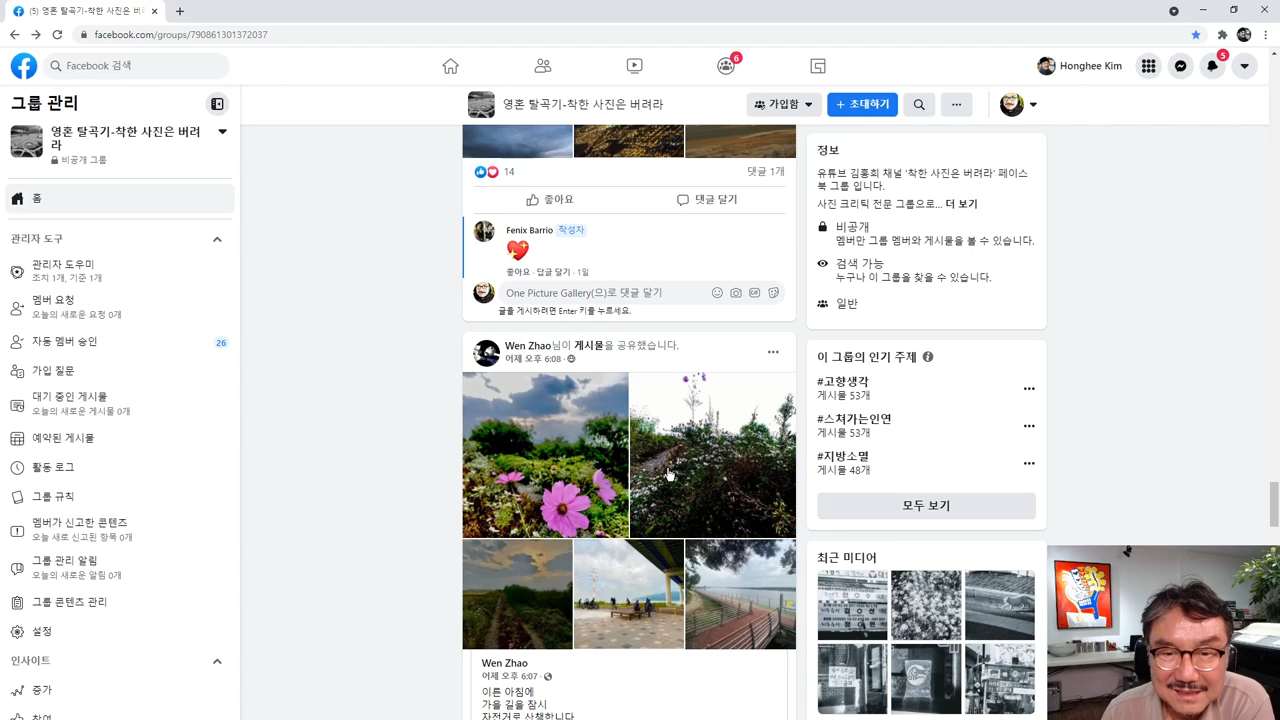 (5) 영혼 탈곡기-착한 사진은 버려
facebook.com/groups/790861301372037
Facebook 검색
6
Honghee Kim
5
그룹 관리
영혼 탈곡기-착한 사진은 버려
라
비공개 그룹
홈
관리자 도구
관리자 도우미
조치 1개, 기준 1개
멤버 요청
오늘의 새로운 요청 0개
자동 멤버 승인
26
가입 질문
대기 중인 게시물
오늘의 새로운 게시물 0개
예약된 게시물
활동 로그
그룹 규칙
멤버가 신고한 콘텐츠
오늘 새로 신고된 항목 0개
그룹 관리 알림
오늘의 새로운 알림 0개
그룹 콘텐츠 관리
설정
인사이트
증가
영혼 탈곡기-착한 사진은 버려라
가입함
+ 초대하기
14
댓글 1개
좋아요
댓글 달기
Fenix Barrio 작성자
좋아요 · 답글 달기 · 1일
One Picture Gallery(으)로 댓글 달기
글을 게시하려면 Enter 키를 누르세요.
Wen Zhao님이 게시물을 공유했습니다.
어제 오후 6:08 ·
Wen Zhao
어제 오후 6:07 ·
이른 아침에
가을 길을 잠시
자전거로 산책합니다
정보
유튜브 김홍희 채널 '착한 사진은 버려라' 페이스
북 그룹 입니다.
사진 크리틱 전문 그룹으로... 더 보기
비공개
멤버만 그룹 멤버와 게시물을 볼 수 있습니다.
검색 가능
누구나 이 그룹을 찾을 수 있습니다.
일반
이 그룹의 인기 주제
#고향생각
게시물 53개
#스쳐가는인연
게시물 53개
#지방소멸
게시물 48개
모두 보기
최근 미디어